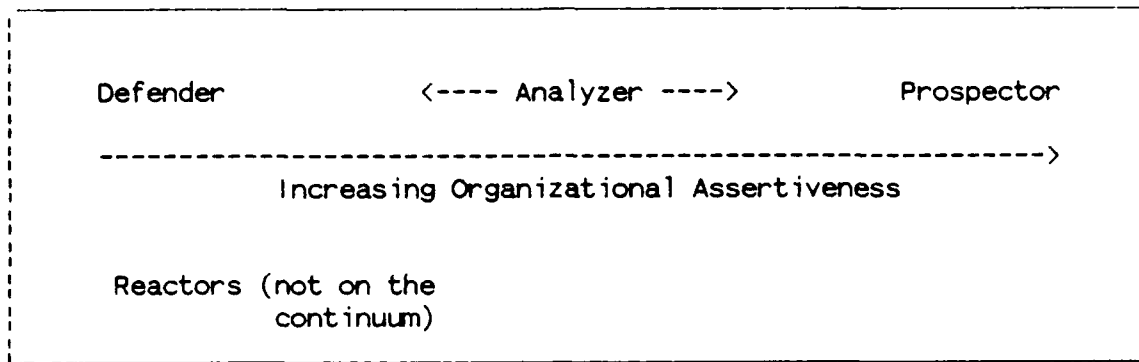 Defender <---- Analyzer ----> Prospector
----------------------------------------------------------->
Increasing Organizational Assertiveness
Reactors (not on the
continuum)